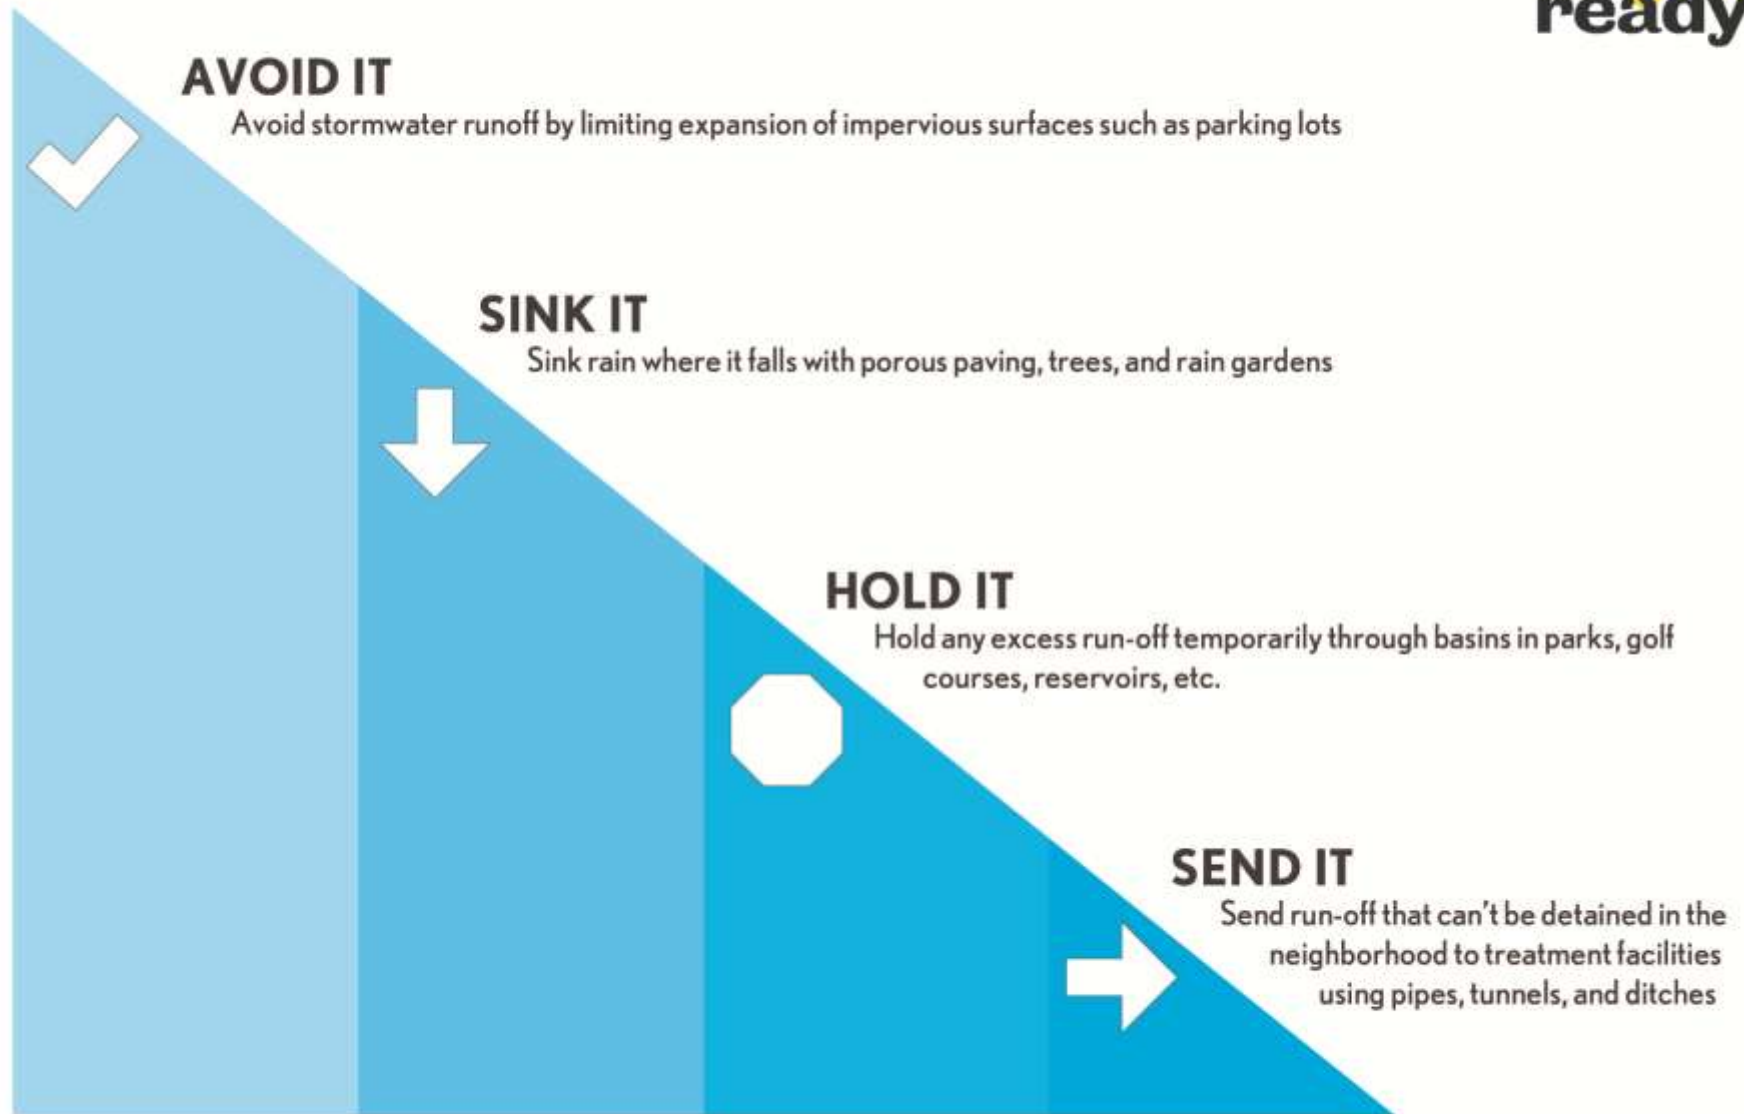 ready
AVOID IT
Avoid stormwater runoff by limiting expansion of impervious surfaces such as parking lots
SINK IT
Sink rain where it falls with porous paving, trees, and rain gardens
HOLD IT
Hold any excess run-off temporarily through basins in parks, golf
courses, reservoirs, etc.
SEND IT
Send run-off that can't be detained in the
neighborhood to treatment facilities
using pipes, tunnels, and ditches